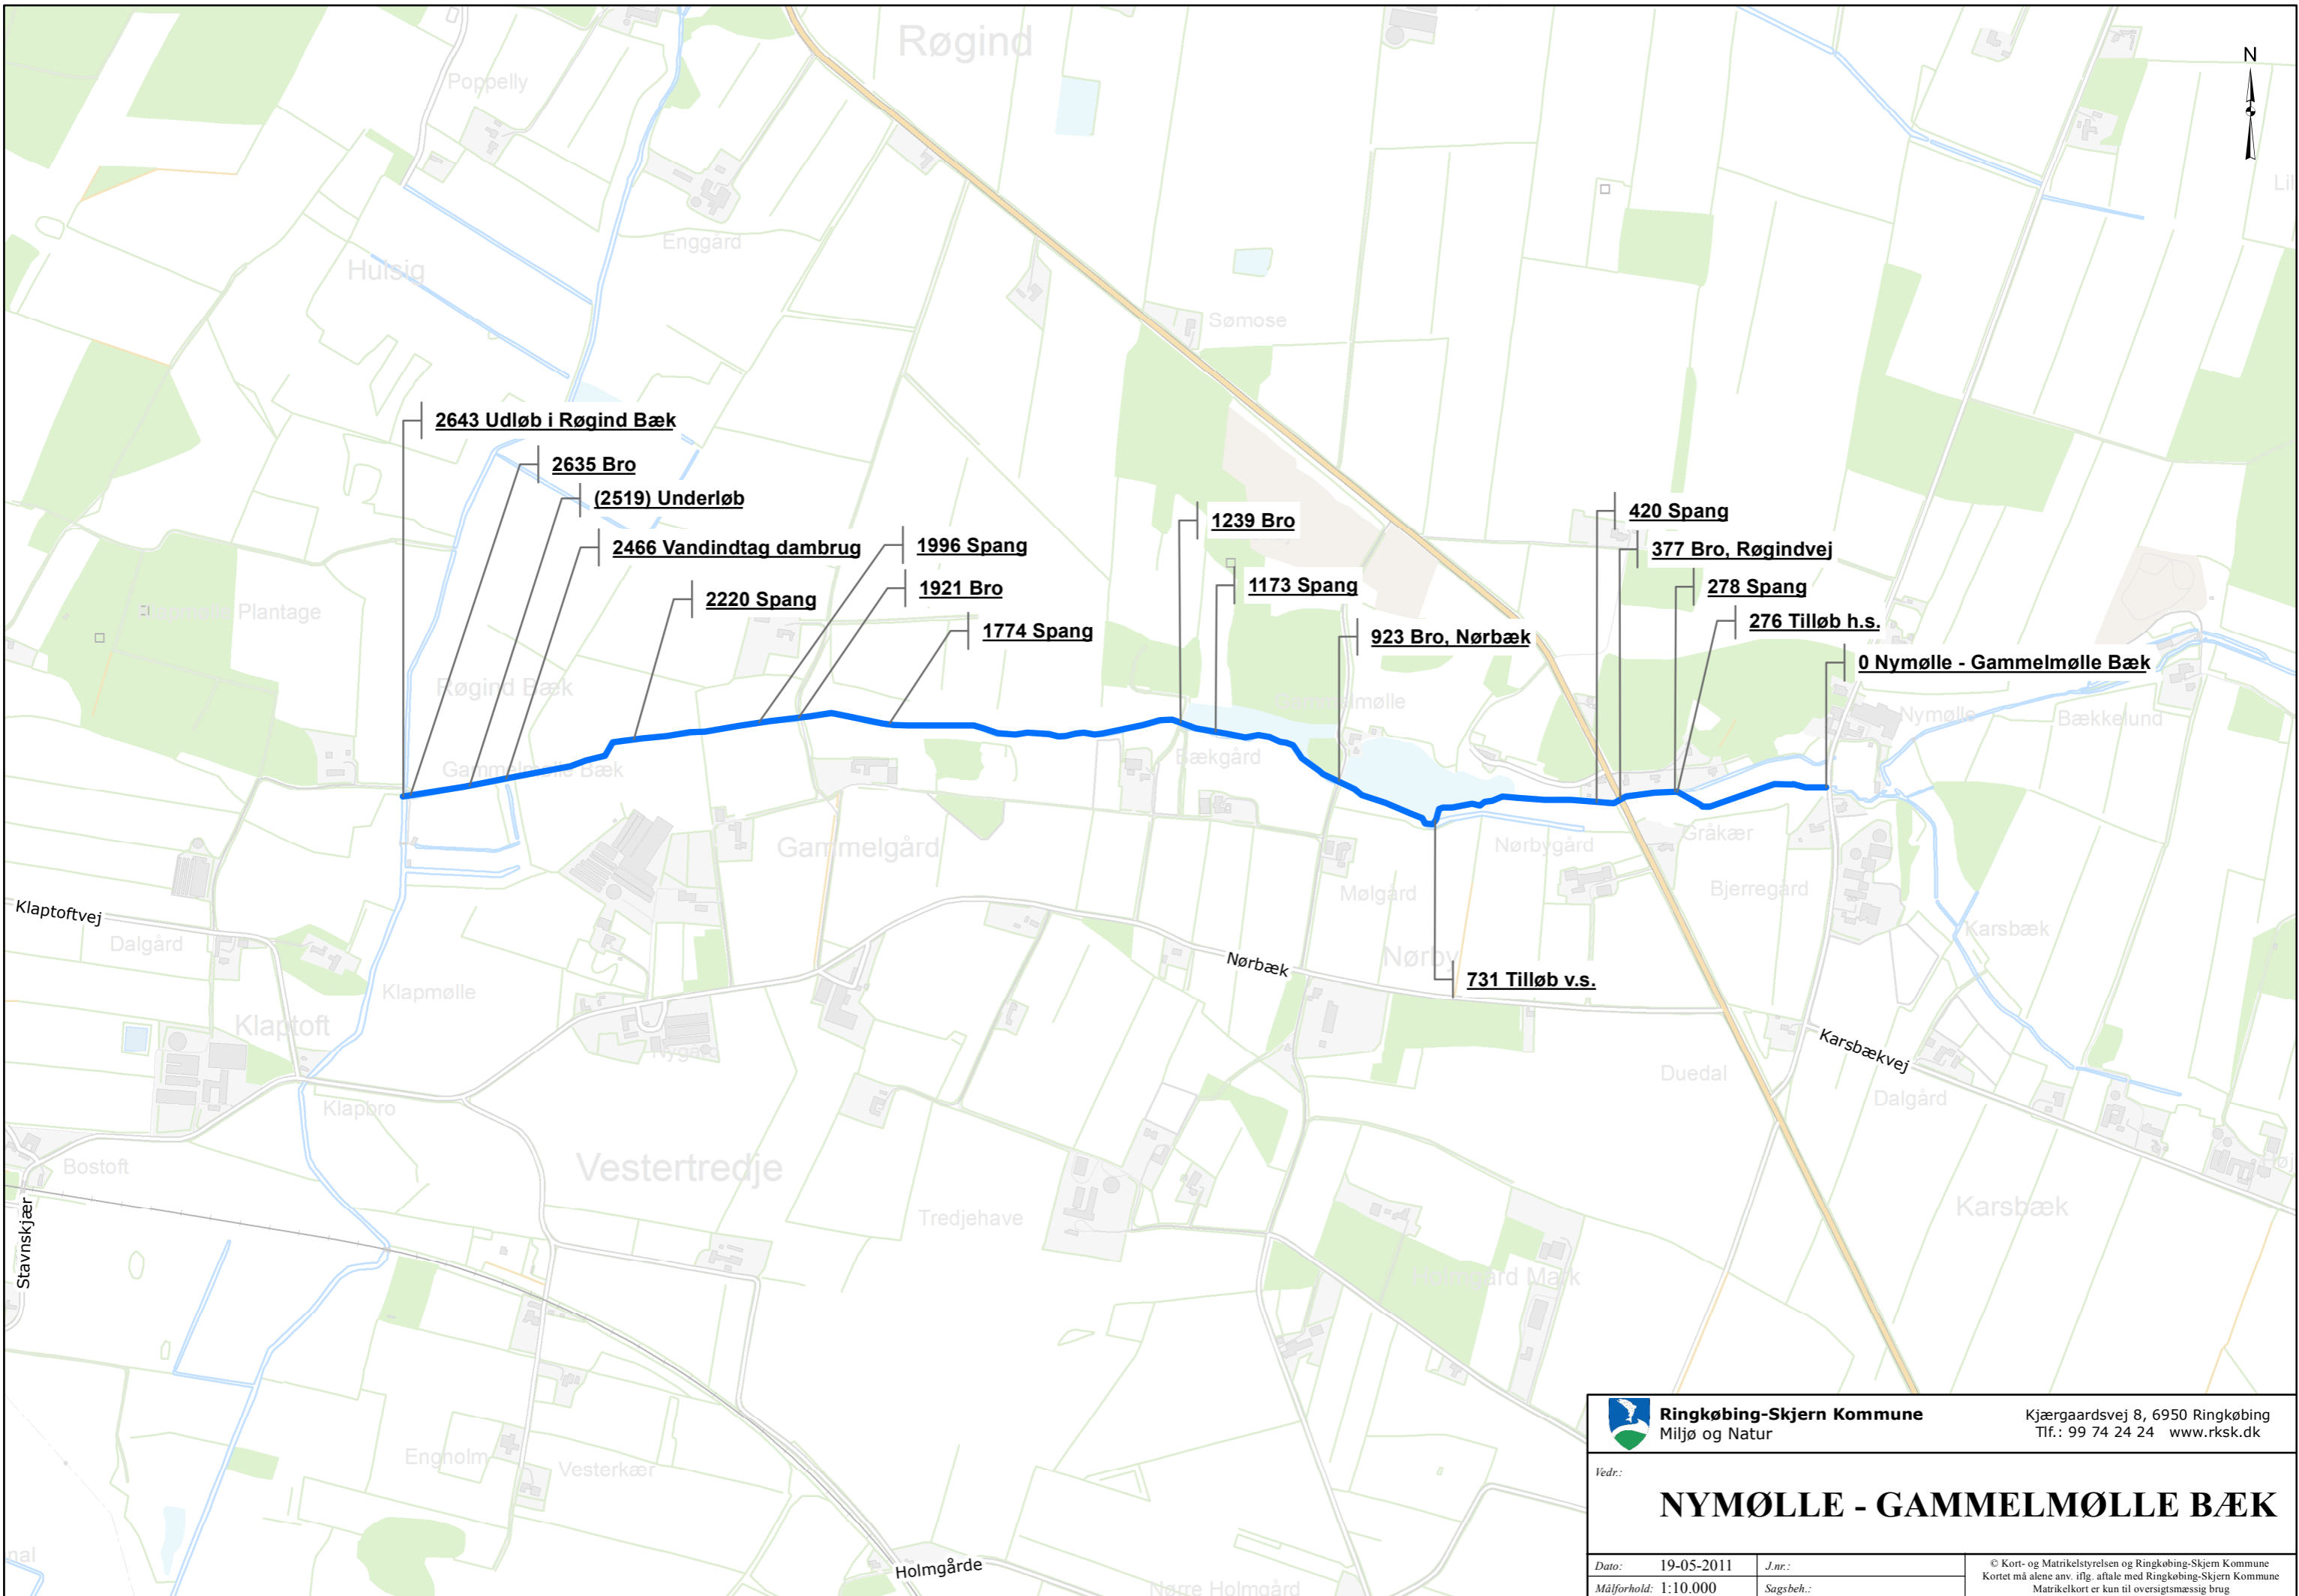 Røgind
N
Poppelly
Enggård
Hulsig
Sømose
2643 Udløb i Røgind Bæk
2635 Bro
(2519) Underløb
2466 Vandindtag dambrug
2220 Spang
1996 Spang
1921 Bro
1774 Spang
1239 Bro
1173 Spang
923 Bro, Nørbæk
420 Spang
377 Bro, Røgindvej
278 Spang
276 Tilløb h.s.
0 Nymølle - Gammelmølle Bæk
Plantage
Røgind Bæk
Gammelmølle Bæk
Nymølle
Bækkelund
Bækgård
Gammelgård
Nørbygård
Gråkær
Mølgård
Bjerregård
Klaptoftvej
Dalgård
Karsbæk
Nørby
Nørbæk
731 Tilløb v.s.
Klapmølle
Klaptoft
Nygård
Karsbækvej
Duedal
Dalgård
Klapbro
Bostoft
Vestertredje
Tredjehave
Karsbæk
Stavnskjær
Mark
Engholm
Vesterkær
Holmgårde
Nørre Holmgård
Ringkøbing-Skjern Kommune
Miljø og Natur
Kjærgaardsvej 8, 6950 Ringkøbing
Tlf.: 99 74 24 24 www.rksk.dk
Vedr.:
NYMØLLE - GAMMELMØLLE BÆK
Dato: 19-05-2011
J.nr.:
Målforhold: 1:10.000
Sagsbeh.:
© Kort- og Matrikelstyrelsen og Ringkøbing-Skjern Kommune
Kortet må alene anv. iflg. aftale med Ringkøbing-Skjern Kommune
Matrikelkort er kun til oversigtsmæssig brug